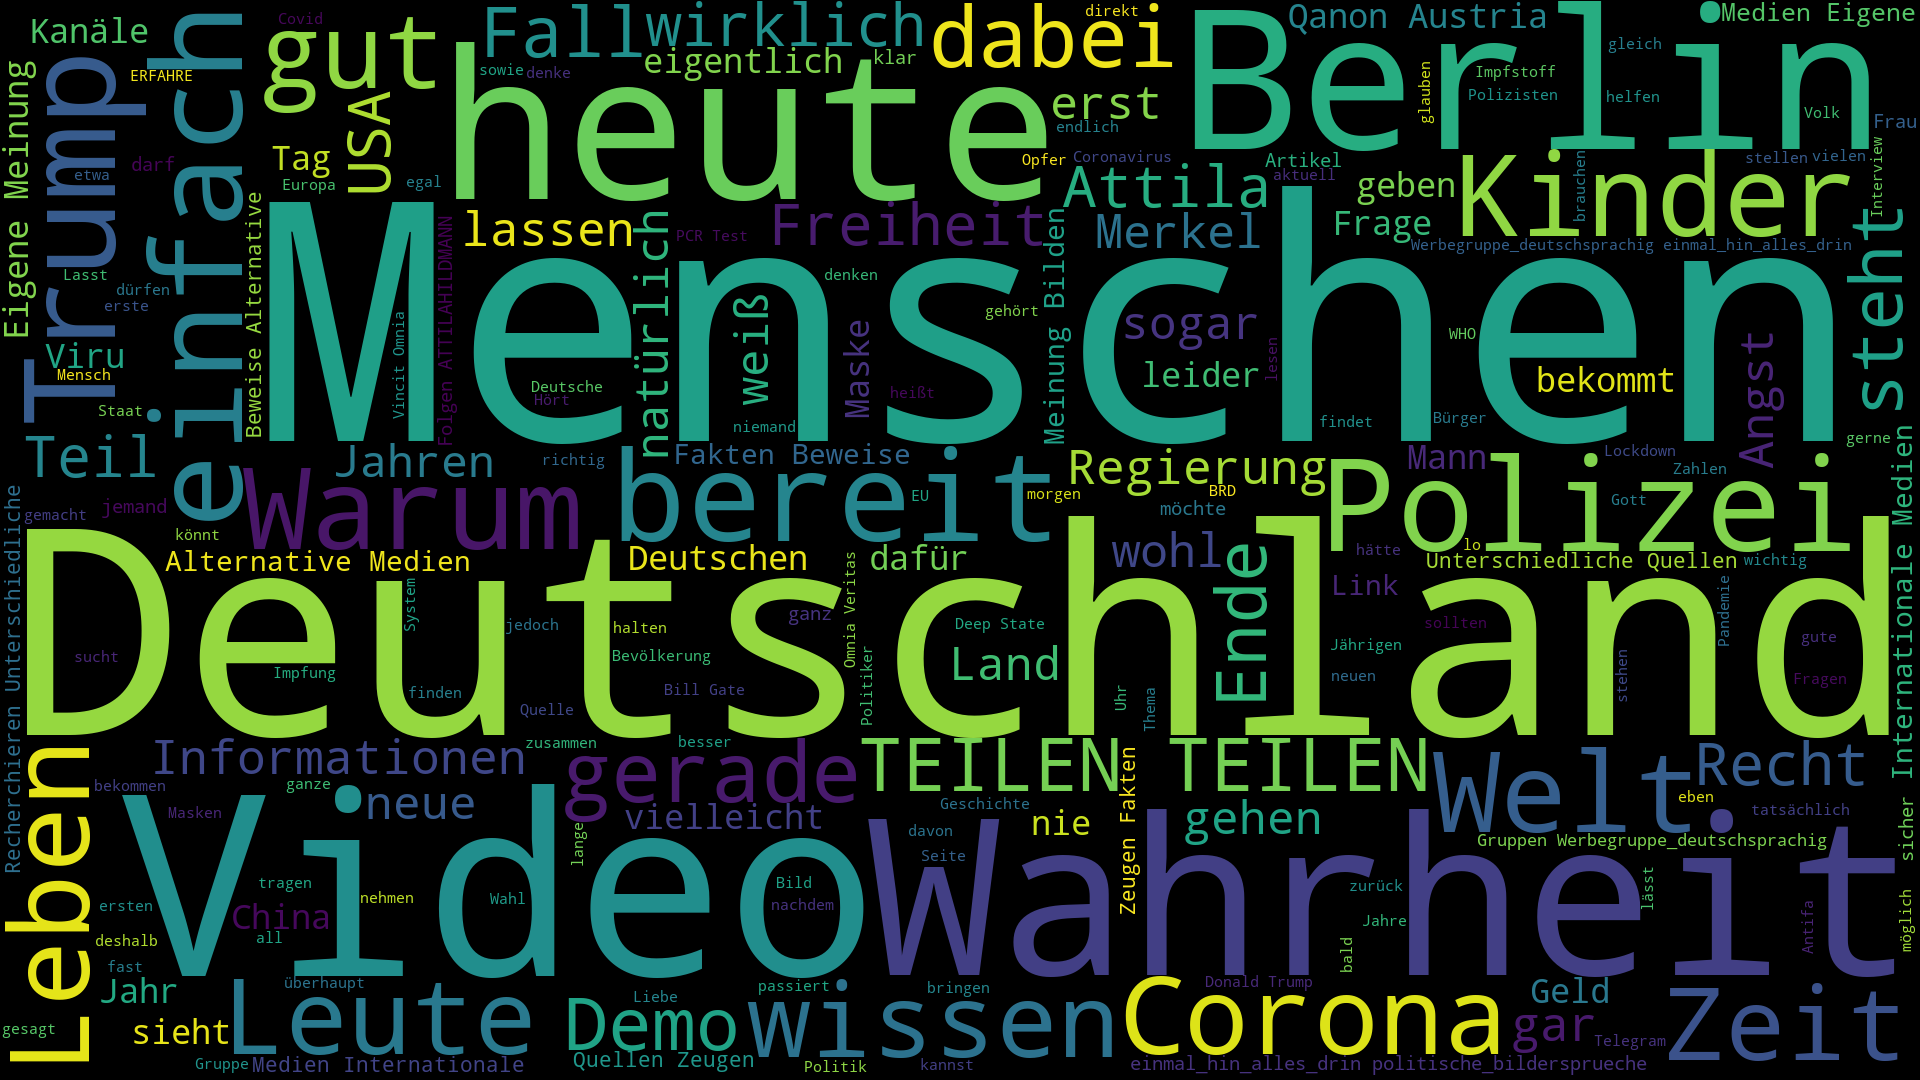 Kanäle
Covid
gut
Fall
wirklich
direkt
dabei
Berlin
Qanon Austria
Medien Eigene
ERFAHRE
einfach
Trump
Eigene Meinung
USA
heute
sowie
denke
eigentlich
klar
erst
endlich
gleich
glauben
Impfstoff
Polizisten
helfen
Volk
Frau
darf
etwa
Tag
Europa
egal
Opfer
Coronavirus
Artikel
aktuell
Attila
geben
Kinder
stellen
vielen
brauchen
Interview
Beweise Alternative
Menschen
lassen
natürlich
PCR Test
Freiheit
Merkel
Frage
Werbegruppe_deutschsprachig einmal_hin_alles_drin
steht
Lasst
dürfen
erste
Folgen ATTILAHILDMANN
weiß
denken
gehört
Meinung Bilden
sogar
WHO
Viru
Mensch
Vincit Omnia
Maske
leider
lesen
Angst
Staat
Deutsche
Hört
heißt
bekommt
niemand
findet
Bürger
gerne
Teil
Jahren
richtig
Fakten Beweise
Regierung
Mann
Lockdown
Zahlen
Internationale Medien
Warum
bereit
EU
morgen
BRD
möchte
Polizei
Gott
gemacht
jemand
könnt
Recherchieren Unterschiedliche
Deutschland
Alternative Medien
Deutschen
dafür
wohl
Ende
hätte
lo
Unterschiedliche Quellen
wichtig
System
Omnia Veritas
Link
Pandemie
jedoch
halten
ganz
Deep State
sollten
gute
sucht
Impfung
Bevölkerung
Politiker
Land
Jährigen
stehen
finden
Bill Gate
Uhr
Thema
neuen
Fragen
Quelle
Leben
Informationen
zusammen
besser
gerade
TEILEN TEILEN
Welt
Recht
bekommen
ganze
neue
Zeugen Fakten
eben
sicher
Masken
Video
lange
vielleicht
Geschichte
nie
gehen
tatsächlich
Wahrheit
davon
Gruppen Werbegruppe_deutschsprachig
Seite
tragen
nehmen
Wahl
Bild
nachdem
zurück
lässt
ersten
China
Jahre
Antifa
möglich
deshalb
all
bald
fast
Jahr
überhaupt
Liebe
passiert
bringen
Donald Trump
Geld
gesagt
sieht
Leute
Demo
wissen
Corona
gar
Telegram
Zeit
Gruppe
Medien Internationale
Quellen Zeugen
Politik
kannst
einmal_hin_alles_drin politische_bildersprueche